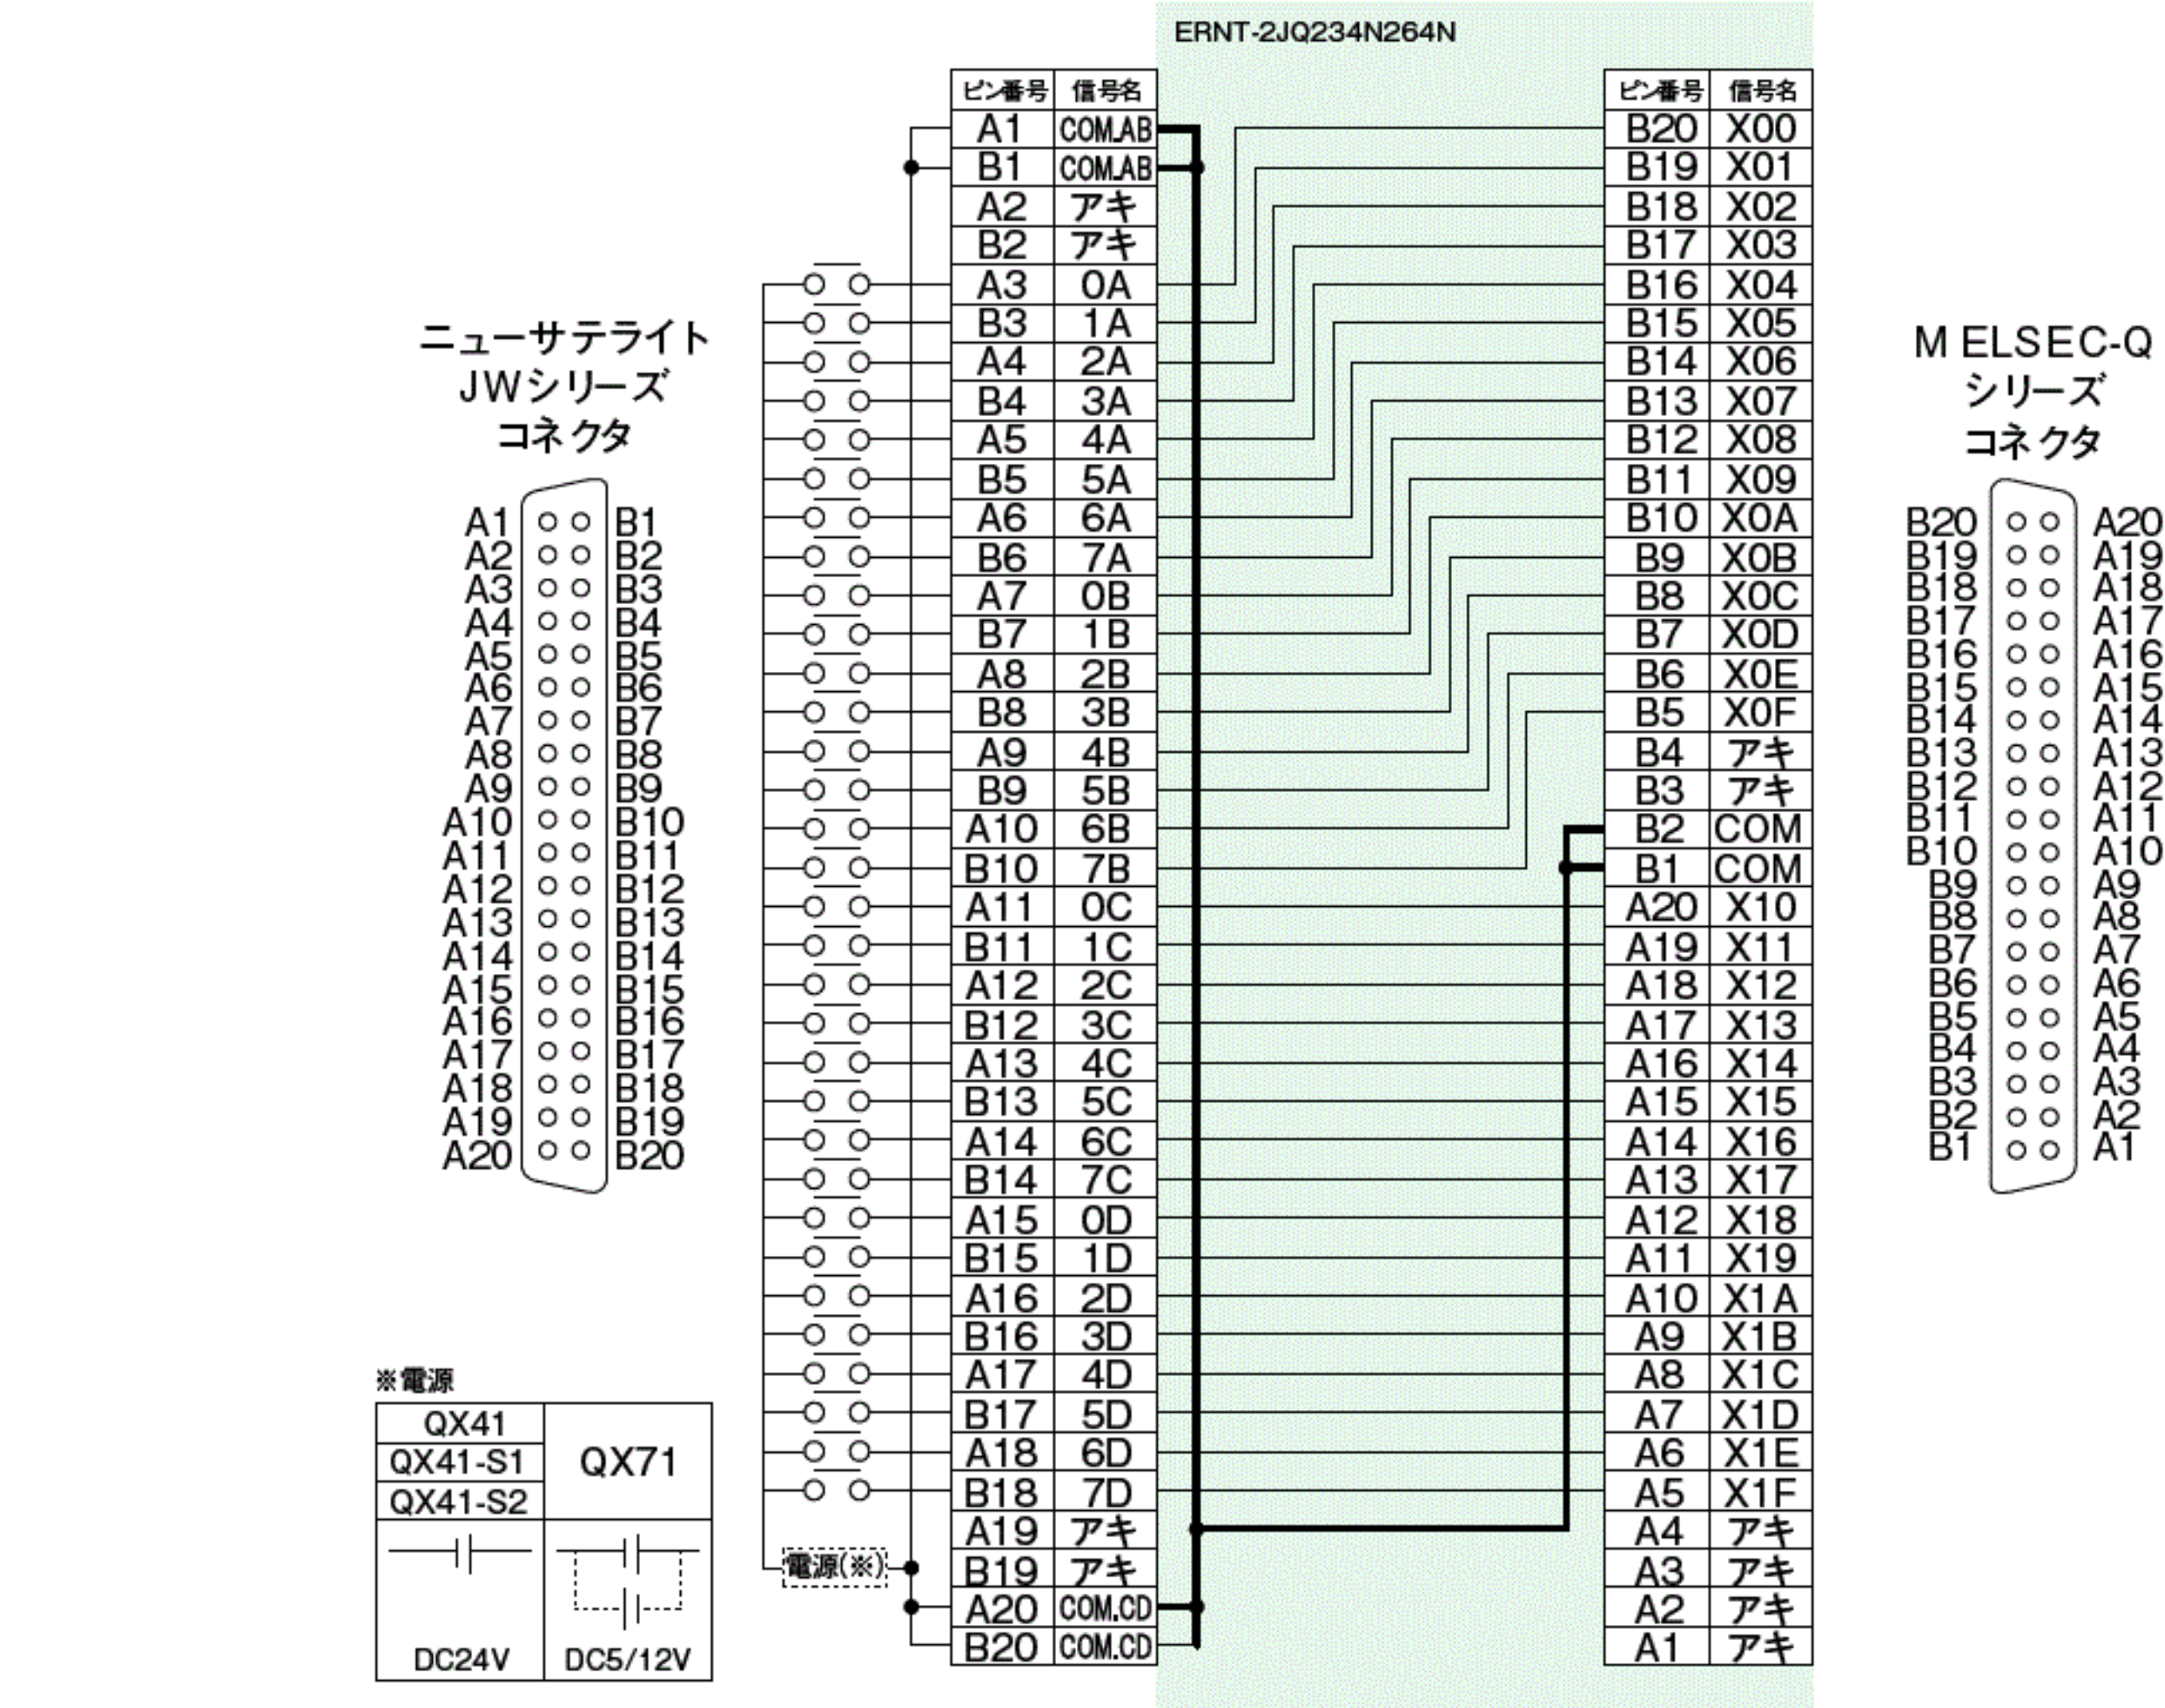 ERNT-2JQ234N264N
ピン番号 信号名 ピン番号 信号名
A1 COM.AB B20 X00
B1 COM.AB B19 X01
A2 アキ B18 X02
B2 アキ B17 X03
A3 0A B16 X04
B3 1A B15 X05
A4 2A B14 X06
B4 3A B13 X07
A5 4A B12 X08
B5 5A B11 X09
A6 6A B10 X0A
B6 7A B9 X0B
A7 0B B8 X0C
B7 1B B7 X0D
A8 2B B6 X0E
B8 3B B5 X0F
A9 4B B4 アキ
B9 5B B3 アキ
A10 6B B2 COM
B10 7B B1 COM
A11 0C A20 X10
B11 1C A19 X11
A12 2C A18 X12
B12 3C A17 X13
A13 4C A16 X14
B13 5C A15 X15
A14 6C A14 X16
B14 7C A13 X17
A15 0D A12 X18
B15 1D A11 X19
A16 2D A10 X1A
B16 3D A9 X1B
A17 4D A8 X1C
B17 5D A7 X1D
A18 6D A6 X1E
B18 7D A5 X1F
A19 アキ A4 アキ
B19 アキ A3 アキ
A20 COM.CD A2 アキ
B20 COM.CD A1 アキ
電源(※)
ニューサテライト
JWシリーズ
コネクタ
A1 B1
A2 B2
A3 B3
A4 B4
A5 B5
A6 B6
A7 B7
A8 B8
A9 B9
A10 B10
A11 B11
A12 B12
A13 B13
A14 B14
A15 B15
A16 B16
A17 B17
A18 B18
A19 B19
A20 B20
MELSEC-Q
シリーズ
コネクタ
B20 A20
B19 A19
B18 A18
B17 A17
B16 A16
B15 A15
B14 A14
B13 A13
B12 A12
B11 A11
B10 A10
B9 A9
B8 A8
B7 A7
B6 A6
B5 A5
B4 A4
B3 A3
B2 A2
B1 A1
※電源
QX41
QX41-S1
QX41-S2
QX71
DC24V DC5/12V